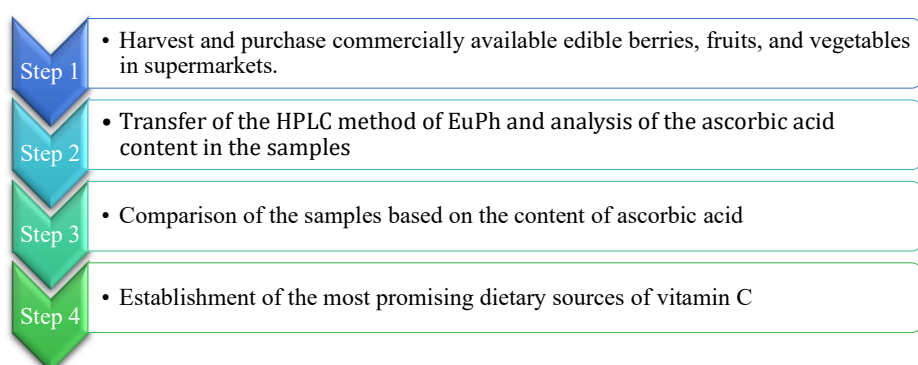 Step 1
• Harvest and purchase commercially available edible berries, fruits, and vegetables
in supermarkets.
Step 2
• Transfer of the HPLC method of EuPh and analysis of the ascorbic acid
content in the samples
Step 3
• Comparison of the samples based on the content of ascorbic acid
Step 4
• Establishment of the most promising dietary sources of vitamin C